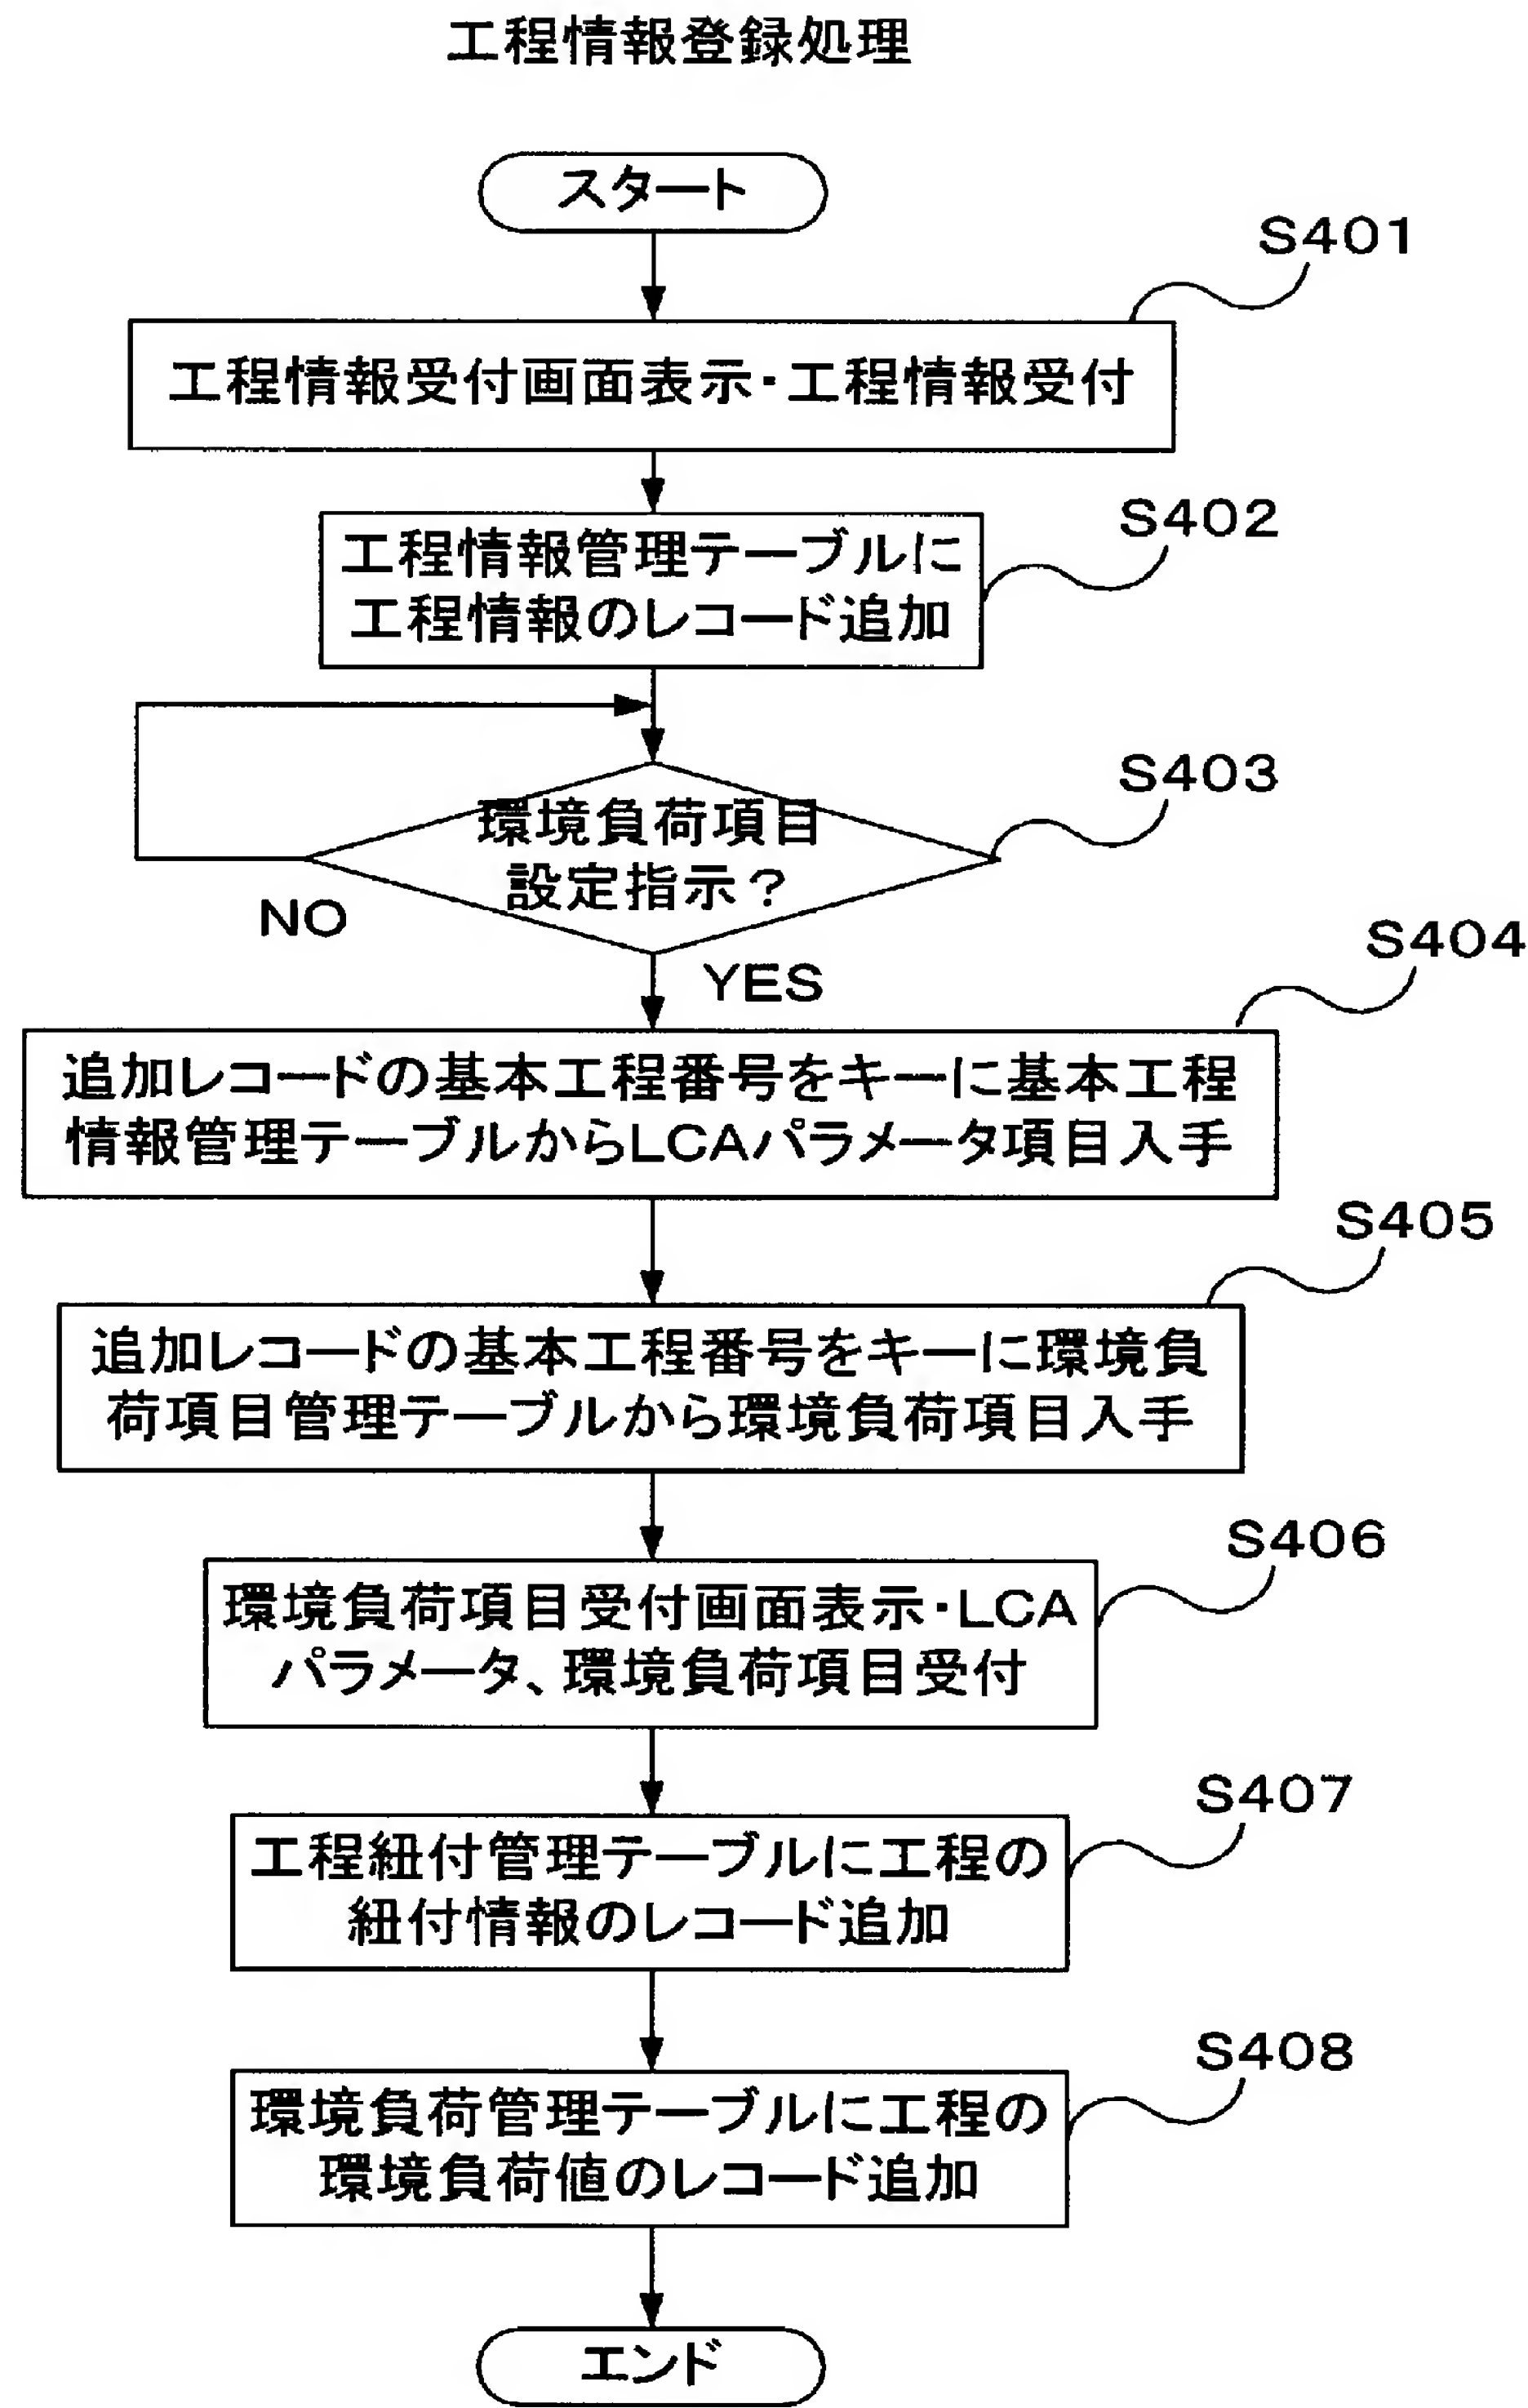 工程情報登録処理
スタート
S401
工程情報受付画面表示・工程情報受付
S402
工程情報管理テーブルに
工程情報のレコード追加
S403
環境負荷項目
設定指示？
NO
YES
S404
追加レコードの基本工程番号をキーに基本工程
情報管理テーブルからLCAパラメータ項目入手
S405
追加レコードの基本工程番号をキーに環境負
荷項目管理テーブルから環境負荷項目入手
S406
環境負荷項目受付画面表示・LCA
パラメータ、環境負荷項目受付
S407
工程紐付管理テーブルに工程の
紐付情報のレコード追加
S408
環境負荷管理テーブルに工程の
環境負荷値のレコード追加
エンド